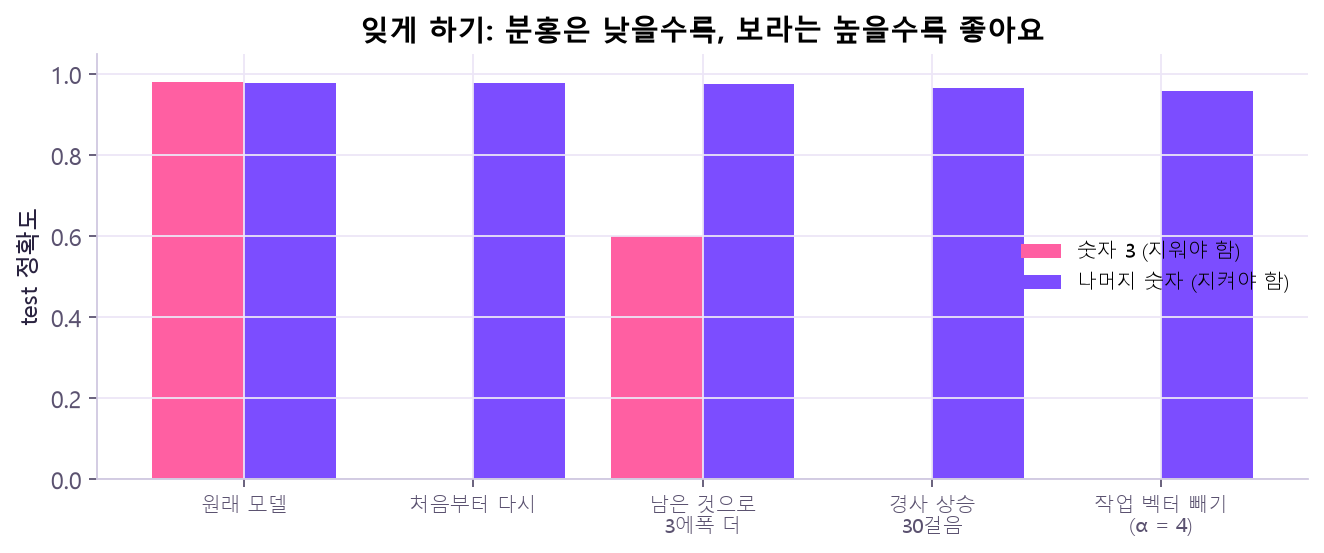 잊게 하기: 분홍은 낮을수록, 보라는 높을수록 좋아요
test 정확도
1.0
0.8
0.6
0.4
0.2
0.0
숫자 3 (지워야 함)
나머지 숫자 (지켜야 함)
원래 모델
처음부터 다시
남은 것으로
3에폭 더
경사 상승
30걸음
작업 벡터 빼기
(α = 4)